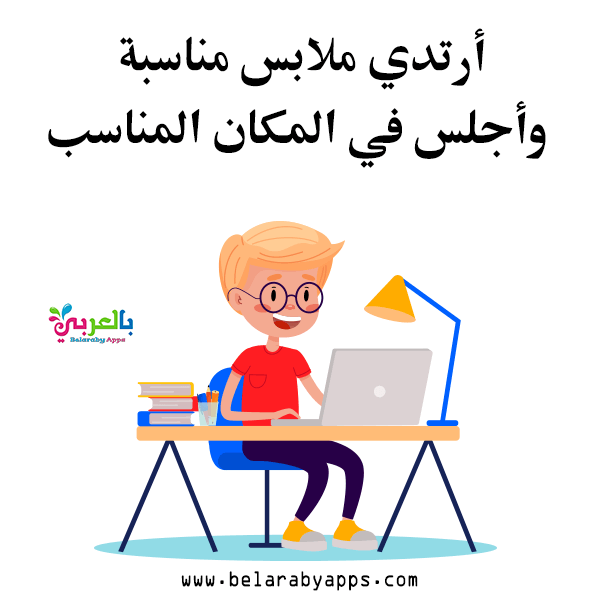 أرتدي ملابس مناسبة
وأجلس في المكان المناسب
بالعربي
Belaraby Apps
www.belarabyapps.com